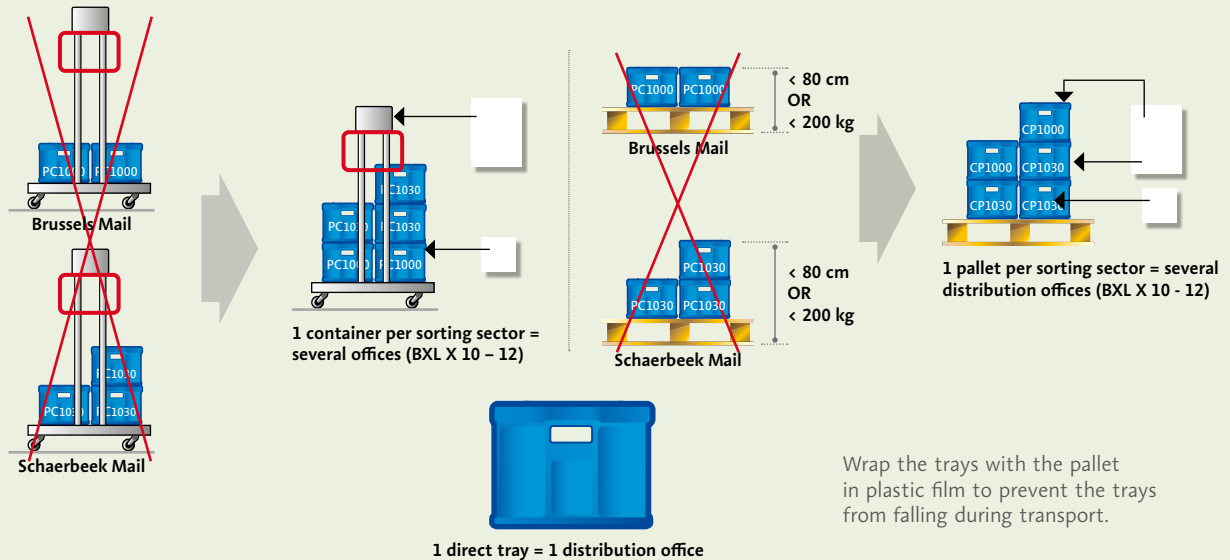 PC1000 PC1000
Brussels Mail
PC1030
PC1030 PC1030
Schaerbeek Mail
PC1030
PC1030 PC1030
PC1000 PC1000
1 container per sorting sector =
several offices (BXL X 10 – 12)
PC1000 PC1000
Brussels Mail
< 80 cm
OR
< 200 kg
PC1030
PC1030 PC1030
Schaerbeek Mail
< 80 cm
OR
< 200 kg
CP1000
CP1000 CP1030
CP1030 CP1030
1 pallet per sorting sector = several
distribution offices (BXL X 10 - 12)
1 direct tray = 1 distribution office
Wrap the trays with the pallet
in plastic film to prevent the trays
from falling during transport.